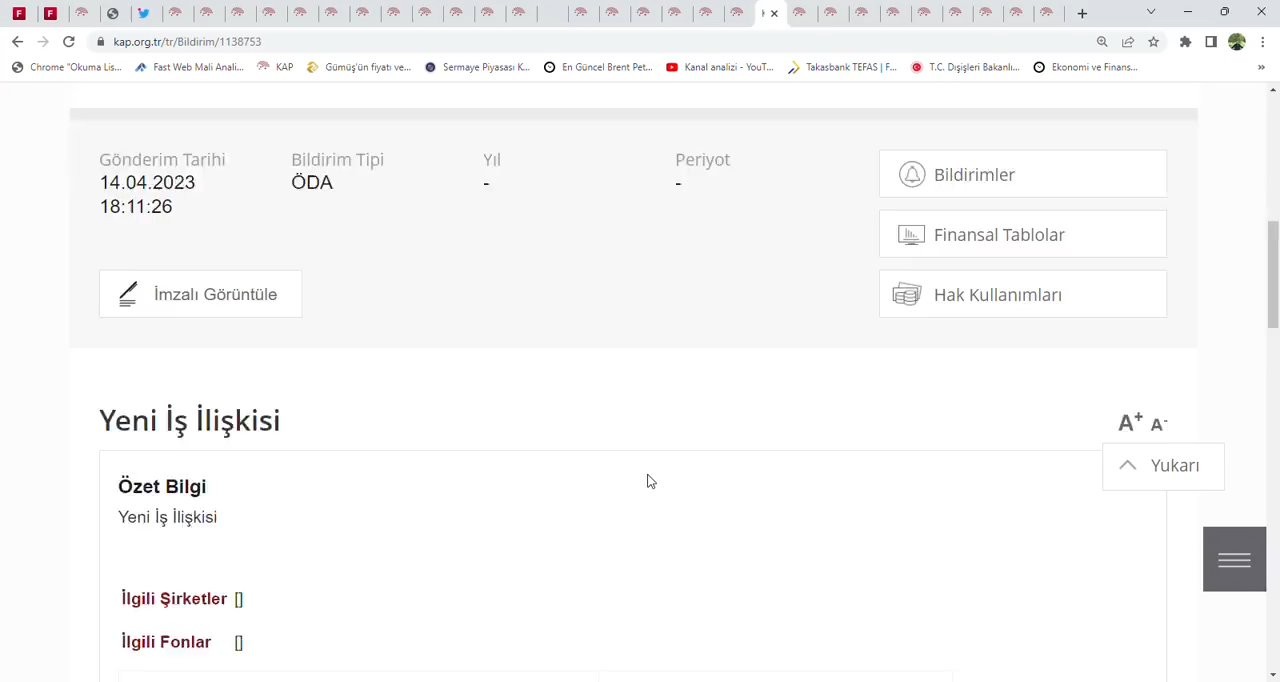 kap.org.tr/tr/Bildirim/1138753
Chrome "Okuma Lis...
Fast Web Mali Anali...
KAP
Gümüş'ün fiyatı ve...
Sermaye Piyasası K...
En Güncel Brent Pet...
Kanal analizi - YouT...
Takasbank TEFAS | F...
T.C. Dışişleri Bakanlı...
Ekonomi ve Finans...
»
Gönderim Tarihi
14.04.2023
18:11:26
Bildirim Tipi
ÖDA
Yıl
-
Periyot
-
Bildirimler
Finansal Tablolar
Hak Kullanımları
İmzalı Görüntüle
Yeni İş İlişkisi
A+ A-
Yukarı
Özet Bilgi
Yeni İş İlişkisi
İlgili Şirketler []
İlgili Fonlar []